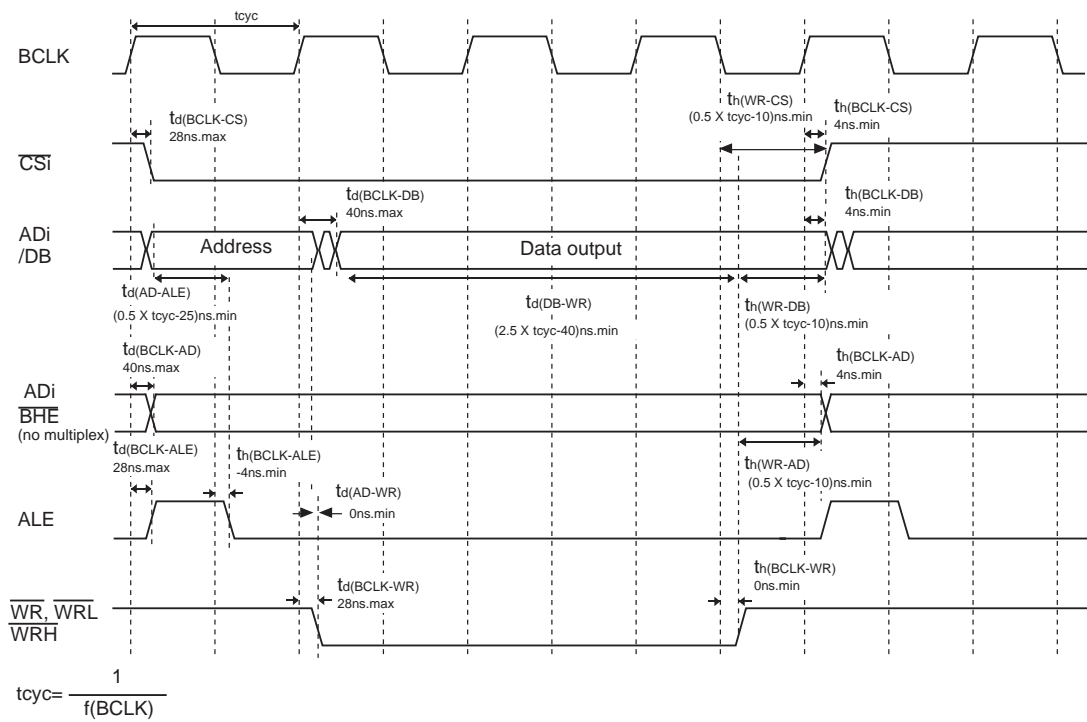 tcyc
BCLK
td(BCLK-CS)
28ns.max
th(WR-CS)
(0.5 X tcyc-10)ns.min
th(BCLK-CS)
4ns.min
CSi
td(BCLK-DB)
40ns.max
th(BCLK-DB)
4ns.min
ADi
/DB
Address
Data output
td(AD-ALE)
(0.5 X tcyc-25)ns.min
td(DB-WR)
(2.5 X tcyc-40)ns.min
th(WR-DB)
(0.5 X tcyc-10)ns.min
td(BCLK-AD)
40ns.max
th(BCLK-AD)
4ns.min
ADi
BHE
(no multiplex)
td(BCLK-ALE)
28ns.max
th(BCLK-ALE)
-4ns.min
th(WR-AD)
(0.5 X tcyc-10)ns.min
td(AD-WR)
0ns.min
ALE
td(BCLK-WR)
28ns.max
th(BCLK-WR)
0ns.min
WR, WRL
WRH
tcyc=
1
f(BCLK)